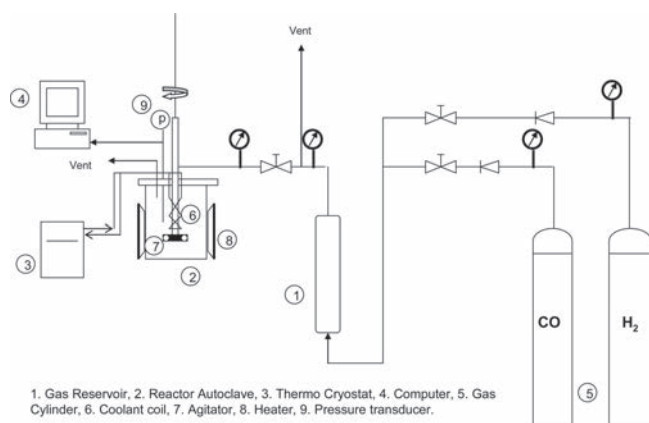 Vent
9
4
p
Vent
6
7
8
3
2
1
CO
H2
5
1. Gas Reservoir, 2. Reactor Autoclave, 3. Thermo Cryostat, 4. Computer, 5. Gas
Cylinder, 6. Coolant coil, 7. Agitator, 8. Heater, 9. Pressure transducer.